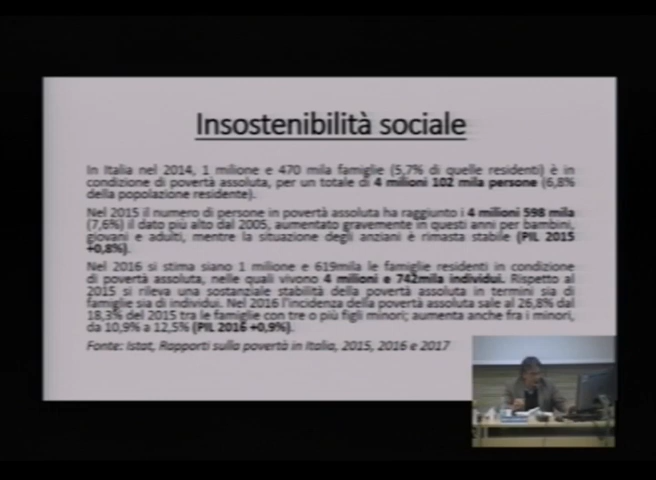 Insostenibilità sociale
In Italia nel 2014, 1 milione e 470 mila famiglie (5,7% di quelle residenti) è in
condizione di povertà assoluta, per un totale di 4 milioni 102 mila persone (6,8%
della popolazione residente).
Nel 2015 il numero di persone in povertà assoluta ha raggiunto i 4 milioni 598 mila
(7,6%) il dato più alto dal 2005, aumentato gravemente in questi anni per bambini,
giovani e adulti, mentre la situazione degli anziani è rimasta stabile (PIL 2015
+0,8%).
Nel 2016 si stima siano 1 milione e 619mila le famiglie residenti in condizione
di povertà assoluta, nelle quali vivono 4 milioni e 742mila individui. Rispetto al
2015 si rileva una sostanziale stabilità della povertà assoluta in termini sia di
famiglie sia di individui. Nel 2016 l'incidenza della povertà assoluta sale al 26,8% dal
18,3% del 2015 tra le famiglie con tre o più figli minori; aumenta anche fra i minori,
da 10,9% a 12,5% (PIL 2016 +0,9%).
Fonte: Istat, Rapporti sulla povertà in Italia, 2015, 2016 e 2017